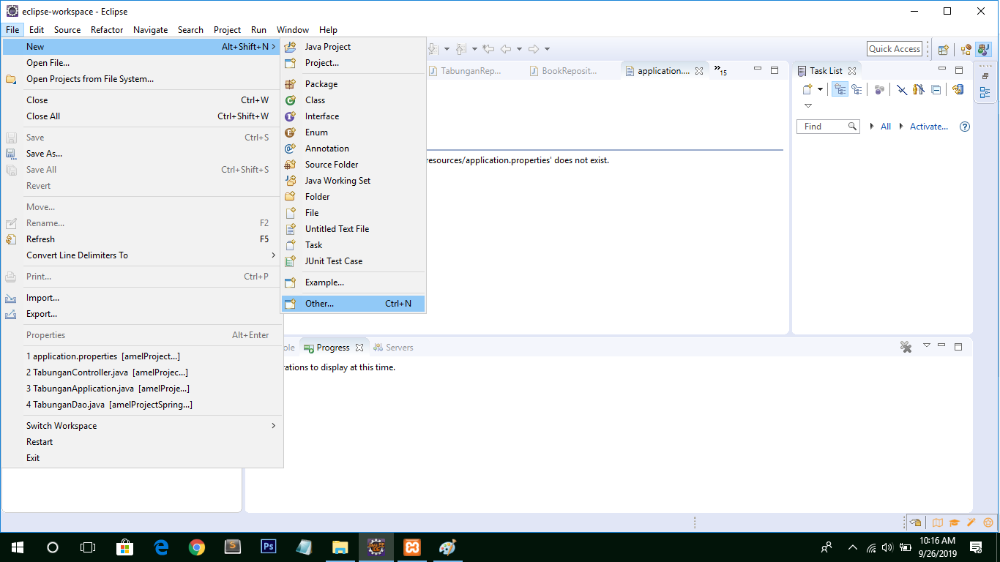 eclipse-workspace - Eclipse
File Edit Source Refactor Navigate Search Project Run Window Help
New Alt+Shift+N
Open File...
Open Projects from File System...
Close Ctrl+W
Close All Ctrl+Shift+W
Save Ctrl+S
Save As...
Save All Ctrl+Shift+S
Revert
Move...
Rename... F2
Refresh F5
Convert Line Delimiters To
Print... Ctrl+P
Import...
Export...
Properties Alt+Enter
1 application.properties [amelProject...]
2 TabunganController.java [amelProjec...]
3 TabunganApplication.java [amelProje...]
4 TabunganDao.java [amelProjectSpring...]
Switch Workspace
Restart
Exit
Java Project
Project...
Package
Class
Interface
Enum
Annotation
Source Folder
Java Working Set
Folder
File
Untitled Text File
Task
JUnit Test Case
Example...
Other... Ctrl+N
Quick Access
TabunganRep... BookReposit... application.... 15
resources/application.properties' does not exist.
Task List
Find All Activate...
ole Progress Servers
rations to display at this time.
Ps
JAVA EE
IDE
10:16 AM
9/26/2019